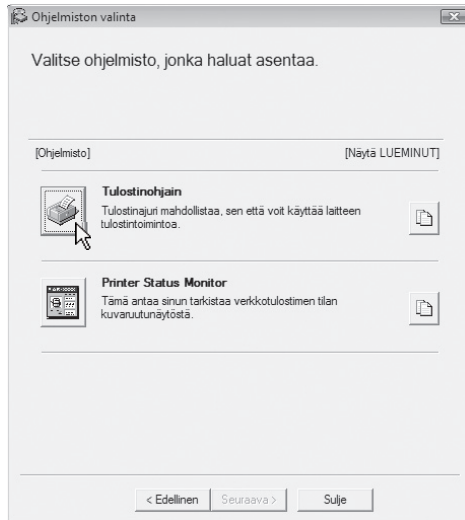 Ohjelmiston valinta
Valitse ohjelmisto, jonka haluat asentaa.
[Ohjelmisto] [Näytä LUEMINUT]
Tulostinohjain
Tulostinajuri mahdollistaa, sen että voit käyttää laitteen
tulostintoimintoa.
Printer Status Monitor
Tämä antaa sinun tarkistaa verkkotulostimen tilan
kuvaruutunäytöstä.
< Edellinen Seuraava > Sulje